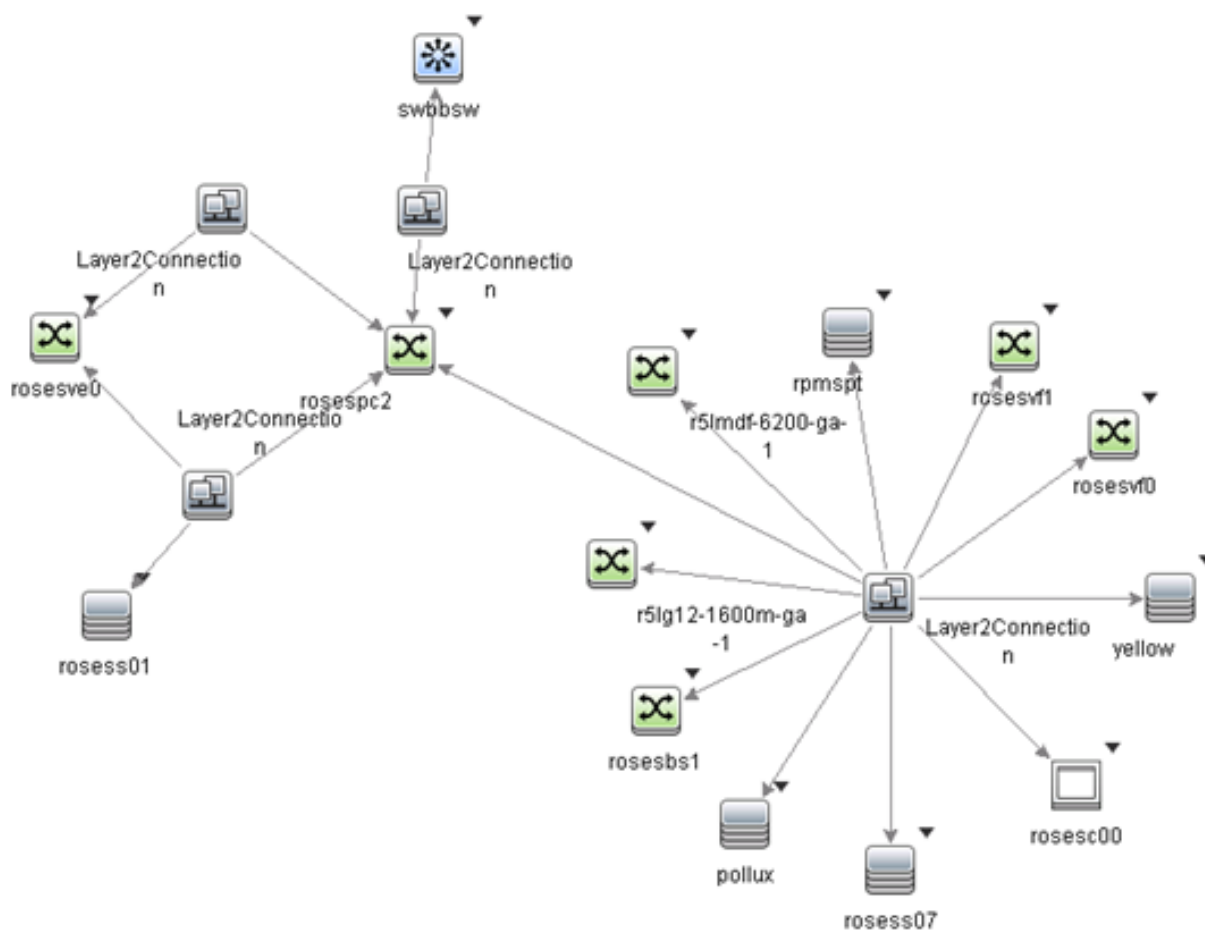 swbbsw
Layer2Connectio
n
Layer2Connectio
n
rosesve0
rosespc2
Layer2Connectio
n
rosess01
rpmspt
rosesvf1
r5lmdf-6200-ga-
1
rosesvf0
r5lg12-1600m-ga
-1
Layer2Connectio
n
yellow
rosesbs1
rosesc00
pollux
rosess07